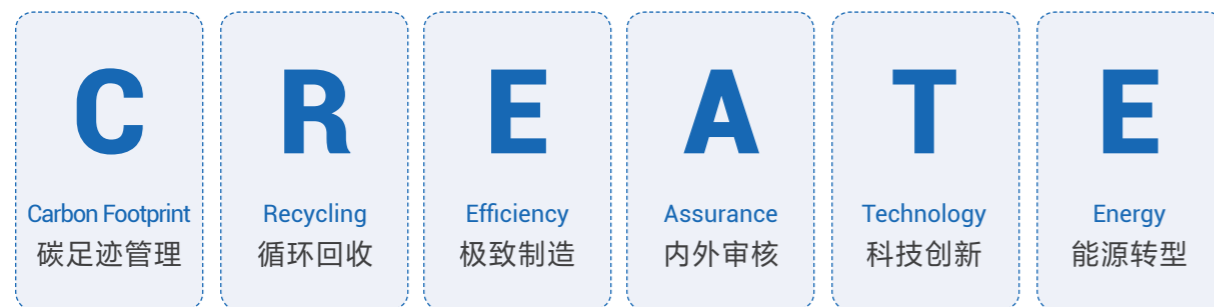 C R E A T E
Carbon Footprint Recycling Efficiency Assurance Technology Energy
碳足迹管理 循环回收 极致制造 内外审核 科技创新 能源转型